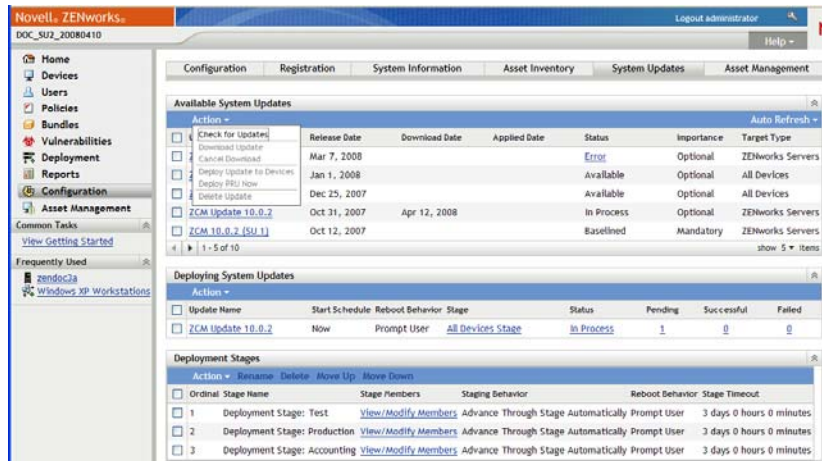 Novell® ZENworks®
Logout administrator
DOC_SU2_20080410
Help
Home
Devices
Users
Policies
Bundles
Vulnerabilities
Deployment
Reports
Configuration
Asset Management
Common Tasks
View Getting Started
Frequently Used
zendoc3a
Windows XP Workstations
Configuration Registration System Information Asset Inventory System Updates Asset Management
Available System Updates
Action Auto Refresh
Release Date Download Date Applied Date Status Importance Target Type
Check for Updates
Download Update
Cancel Download
Deploy Update to Devices
Deploy PRU Now
Delete Update
Mar 7, 2008 Error Optional ZENworks Servers
Jan 1, 2008 Available Optional All Devices
Dec 25, 2007 Available Optional All Devices
ZCM Update 10.0.2 Oct 31, 2007 Apr 12, 2008 In Process Optional ZENworks Servers
ZCM 10.0.2 (SU 1) Oct 12, 2007 Baselined Mandatory ZENworks Servers
1 - 5 of 10 show 5 items
Deploying System Updates
Action
Update Name Start Schedule Reboot Behavior Stage Status Pending Successful Failed
ZCM Update 10.0.2 Now Prompt User All Devices Stage In Process 1 0 0
Deployment Stages
Action Rename Delete Move Up Move Down
Ordinal Stage Name Stage Members Staging Behavior Reboot Behavior Stage Timeout
1 Deployment Stage: Test View/Modify Members Advance Through Stage Automatically Prompt User 3 days 0 hours 0 minutes
2 Deployment Stage: Production View/Modify Members Advance Through Stage Automatically Prompt User 3 days 0 hours 0 minutes
3 Deployment Stage: Accounting View/Modify Members Advance Through Stage Automatically Prompt User 3 days 0 hours 0 minutes